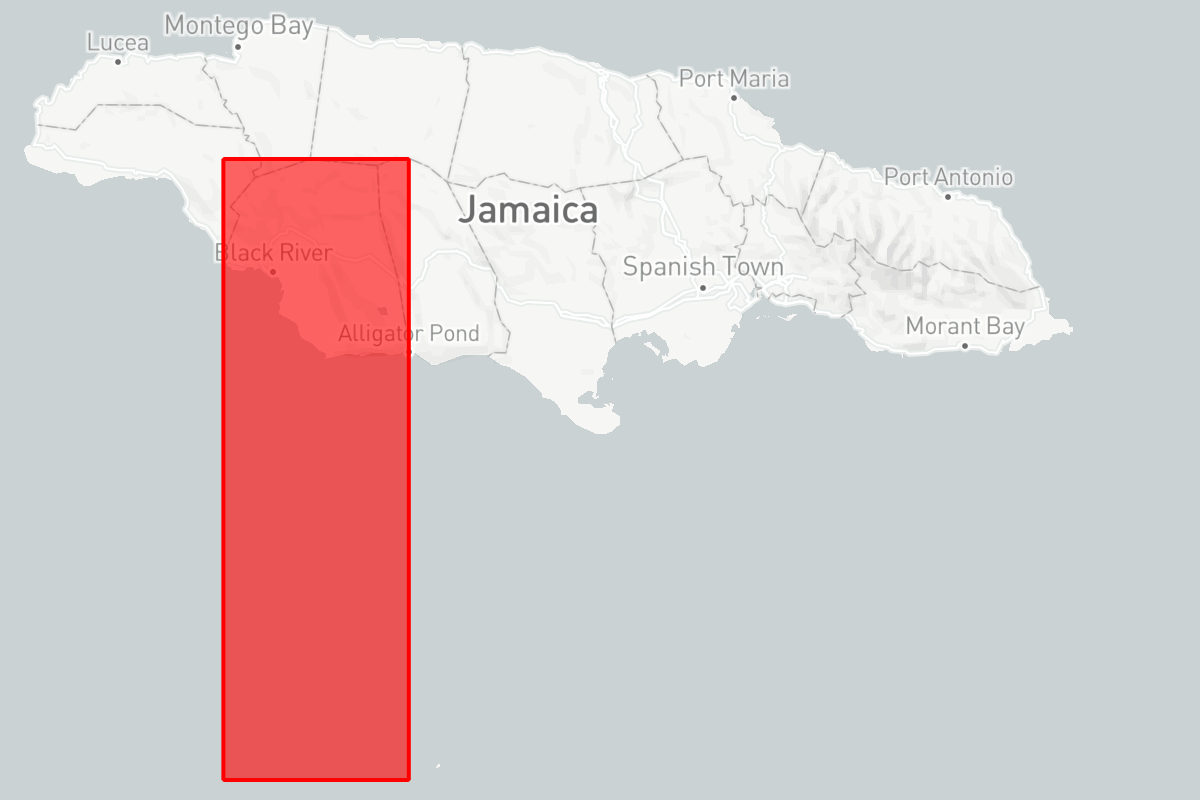 Montego Bay
Lucea
Port Maria
Port Antonio
Jamaica
Black River
Spanish Town
Morant Bay
Alligator Pond